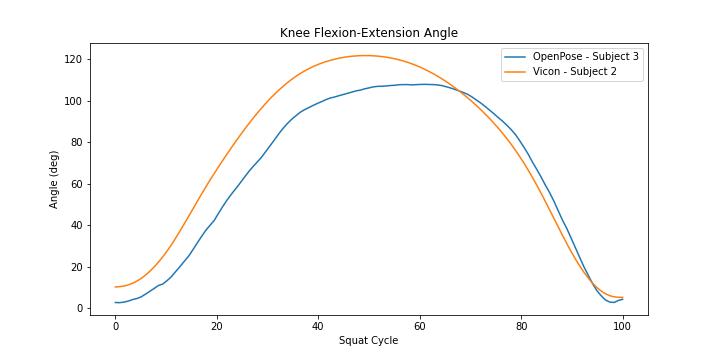 Knee Flexion-Extension Angle
OpenPose - Subject 3
Vicon - Subject 2
Angle (deg)
120
100
80
60
40
20
0
0 20 40 60 80 100
Squat Cycle